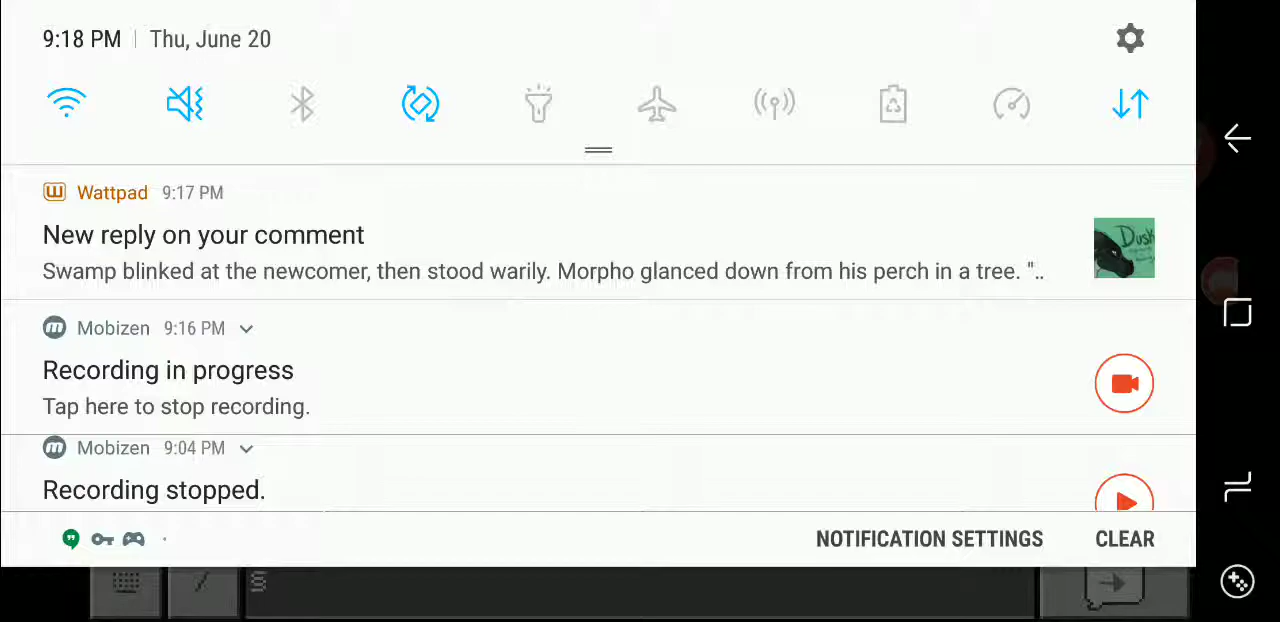 9:18 PM | Thu, June 20
Wattpad 9:17 PM
New reply on your comment
Swamp blinked at the newcomer, then stood warily. Morpho glanced down from his perch in a tree. "..
Dusk
Mobizen 9:16 PM
Recording in progress
Tap here to stop recording.
Mobizen 9:04 PM
Recording stopped.
NOTIFICATION SETTINGS CLEAR
/